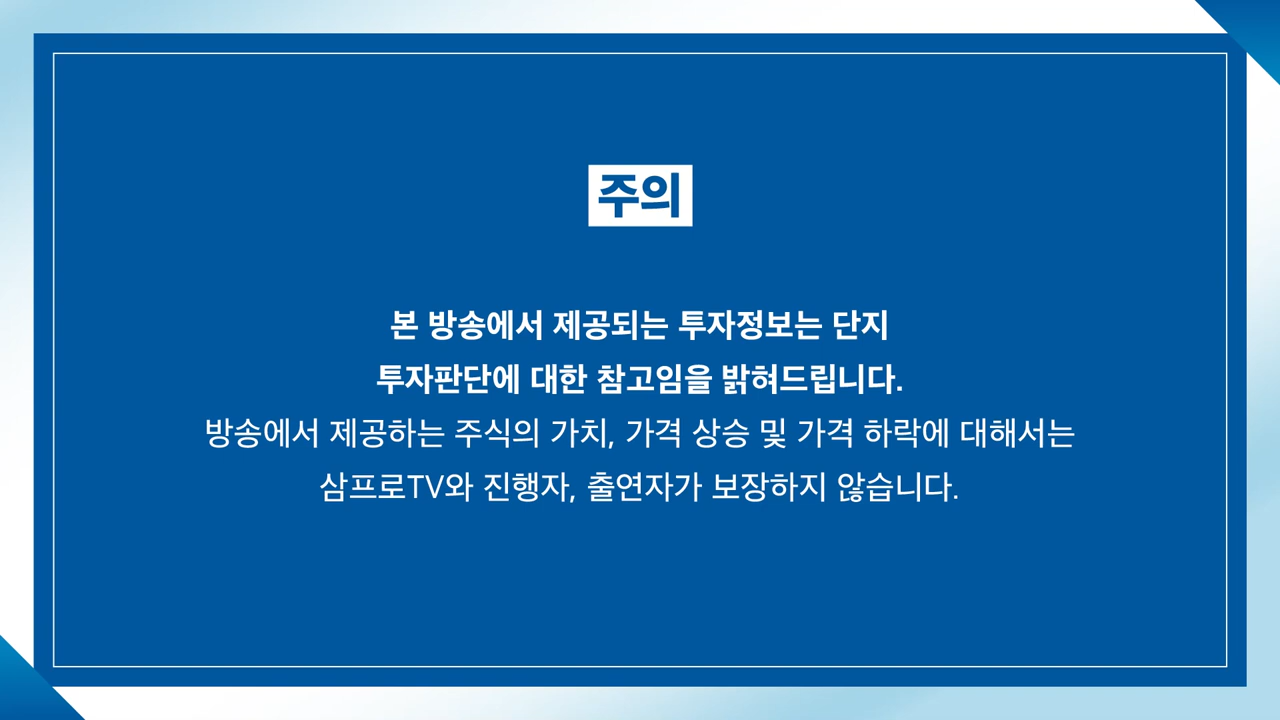 주의
본 방송에서 제공되는 투자정보는 단지
투자판단에 대한 참고임을 밝혀드립니다.
방송에서 제공하는 주식의 가치, 가격 상승 및 가격 하락에 대해서는
삼프로TV와 진행자, 출연자가 보장하지 않습니다.